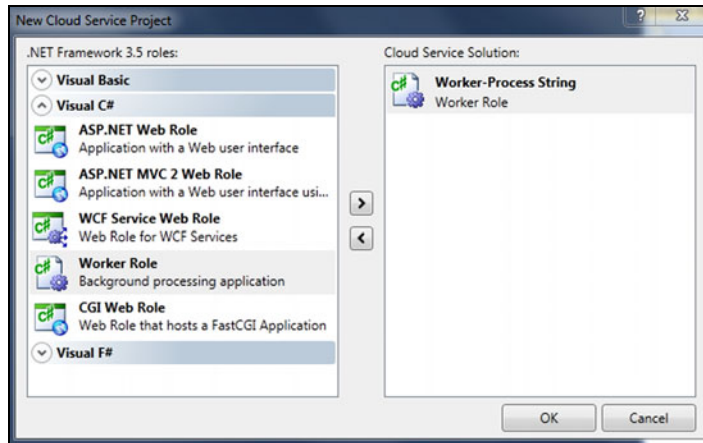 New Cloud Service Project
.NET Framework 3.5 roles:
Visual Basic
Visual C#
ASP.NET Web Role
Application with a Web user interface
ASP.NET MVC 2 Web Role
Application with a Web user interface usi...
WCF Service Web Role
Web Role for WCF Services
Worker Role
Background processing application
CGI Web Role
Web Role that hosts a FastCGI Application
Visual F#
Cloud Service Solution:
Worker-Process String
Worker Role
OK
Cancel